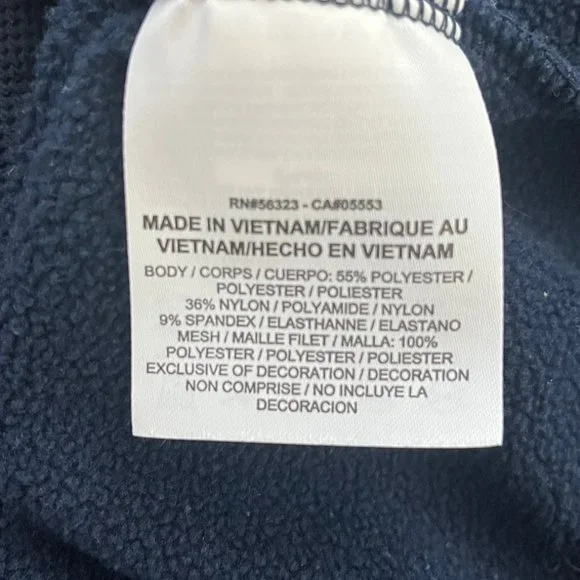 RN#56323 - CA#05553
MADE IN VIETNAM/FABRIQUE AU
VIETNAM/HECHO EN VIETNAM
BODY / CORPS / CUERPO: 55% POLYESTER /
POLYESTER / POLIESTER
36% NYLON / POLYAMIDE / NYLON
9% SPANDEX / ELASTHANNE / ELASTANO
MESH / MAILLE FILET / MALLA: 100%
POLYESTER / POLYESTER / POLIESTER
EXCLUSIVE OF DECORATION / DECORATION
NON COMPRISE / NO INCLUYE LA
DECORACION